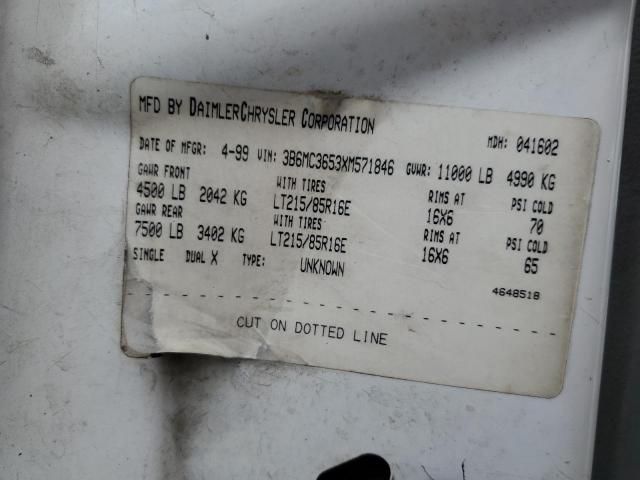 MFD BY DAIMLERCHRYSLER CORPORATION
MDH: 041602
DATE OF MFGR: 4-99 VIN: 3B6MC3653XM571846 GVWR: 11000 LB 4990 KG
GAWR FRONT WITH TIRES RIMS AT PSI COLD
4500 LB 2042 KG LT215/85R16E 16X6 70
GAWR REAR WITH TIRES RIMS AT PSI COLD
7500 LB 3402 KG LT215/85R16E 16X6 65
SINGLE DUAL X TYPE: UNKNOWN
4648518
CUT ON DOTTED LINE